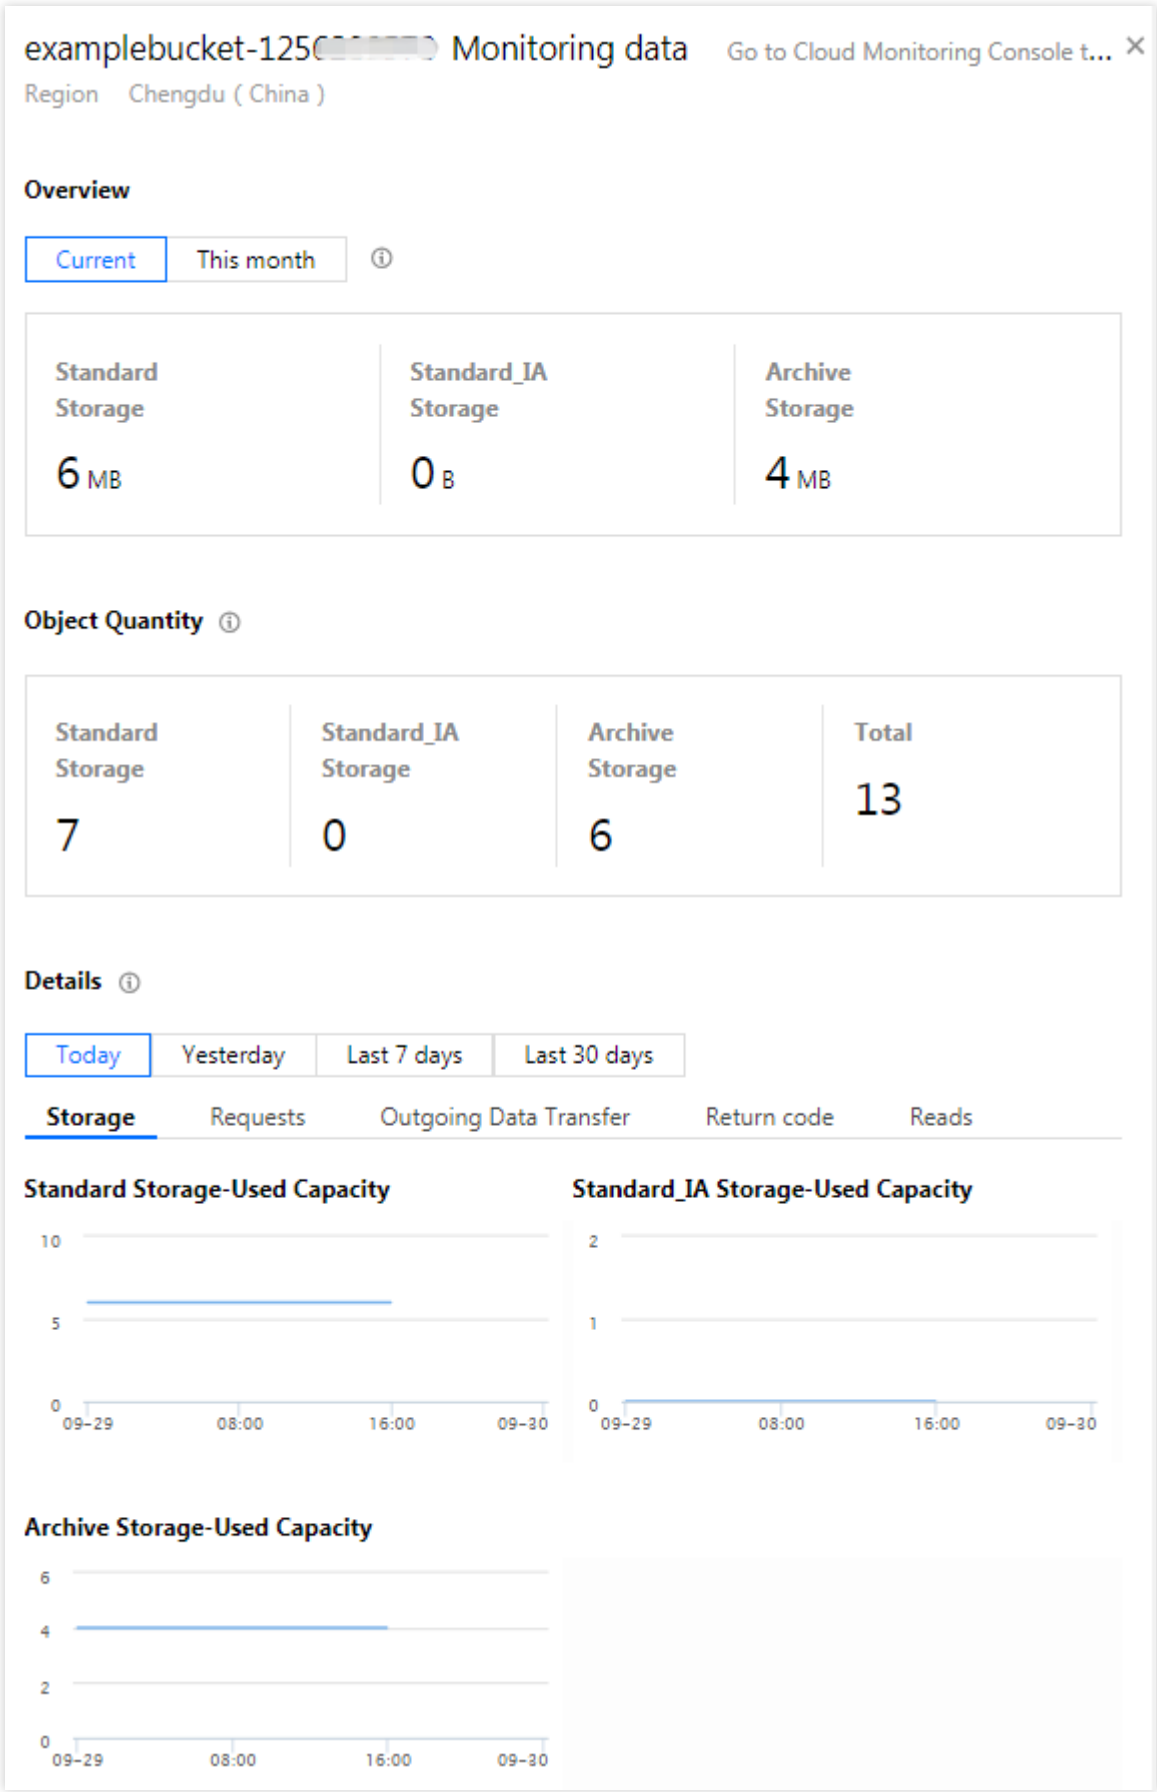 examplebucket-125 Monitoring data Go to Cloud Monitoring Console t...
Region Chengdu ( China )
Overview
Current This month
Standard Storage
6 MB
Standard_IA Storage
0 B
Archive Storage
4 MB
Object Quantity
Standard Storage
7
Standard_IA Storage
0
Archive Storage
6
Total
13
Details
Today Yesterday Last 7 days Last 30 days
Storage Requests Outgoing Data Transfer Return code Reads
Standard Storage-Used Capacity
10
5
0
09-29 08:00 16:00 09-30
Standard_IA Storage-Used Capacity
2
1
0
09-29 08:00 16:00 09-30
Archive Storage-Used Capacity
6
4
2
0
09-29 08:00 16:00 09-30